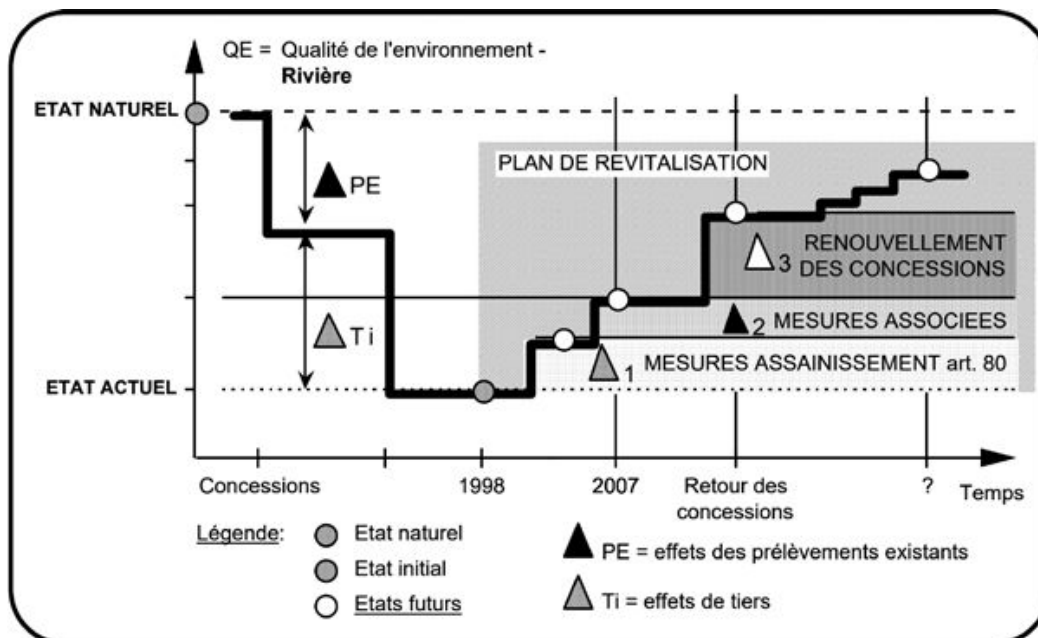 QE = Qualité de l'environnement -
Rivière
ETAT NATUREL
PLAN DE REVITALISATION
PE
RENOUVELLEMENT
3 DES CONCESSIONS
Ti
2 MESURES ASSOCIEES
1 MESURES ASSAINISSEMENT art. 80
ETAT ACTUEL
Concessions 1998 2007 Retour des ? Temps
concessions
Légende:
Etat naturel
Etat initial
Etats futurs
PE = effets des prélèvements existants
Ti = effets de tiers